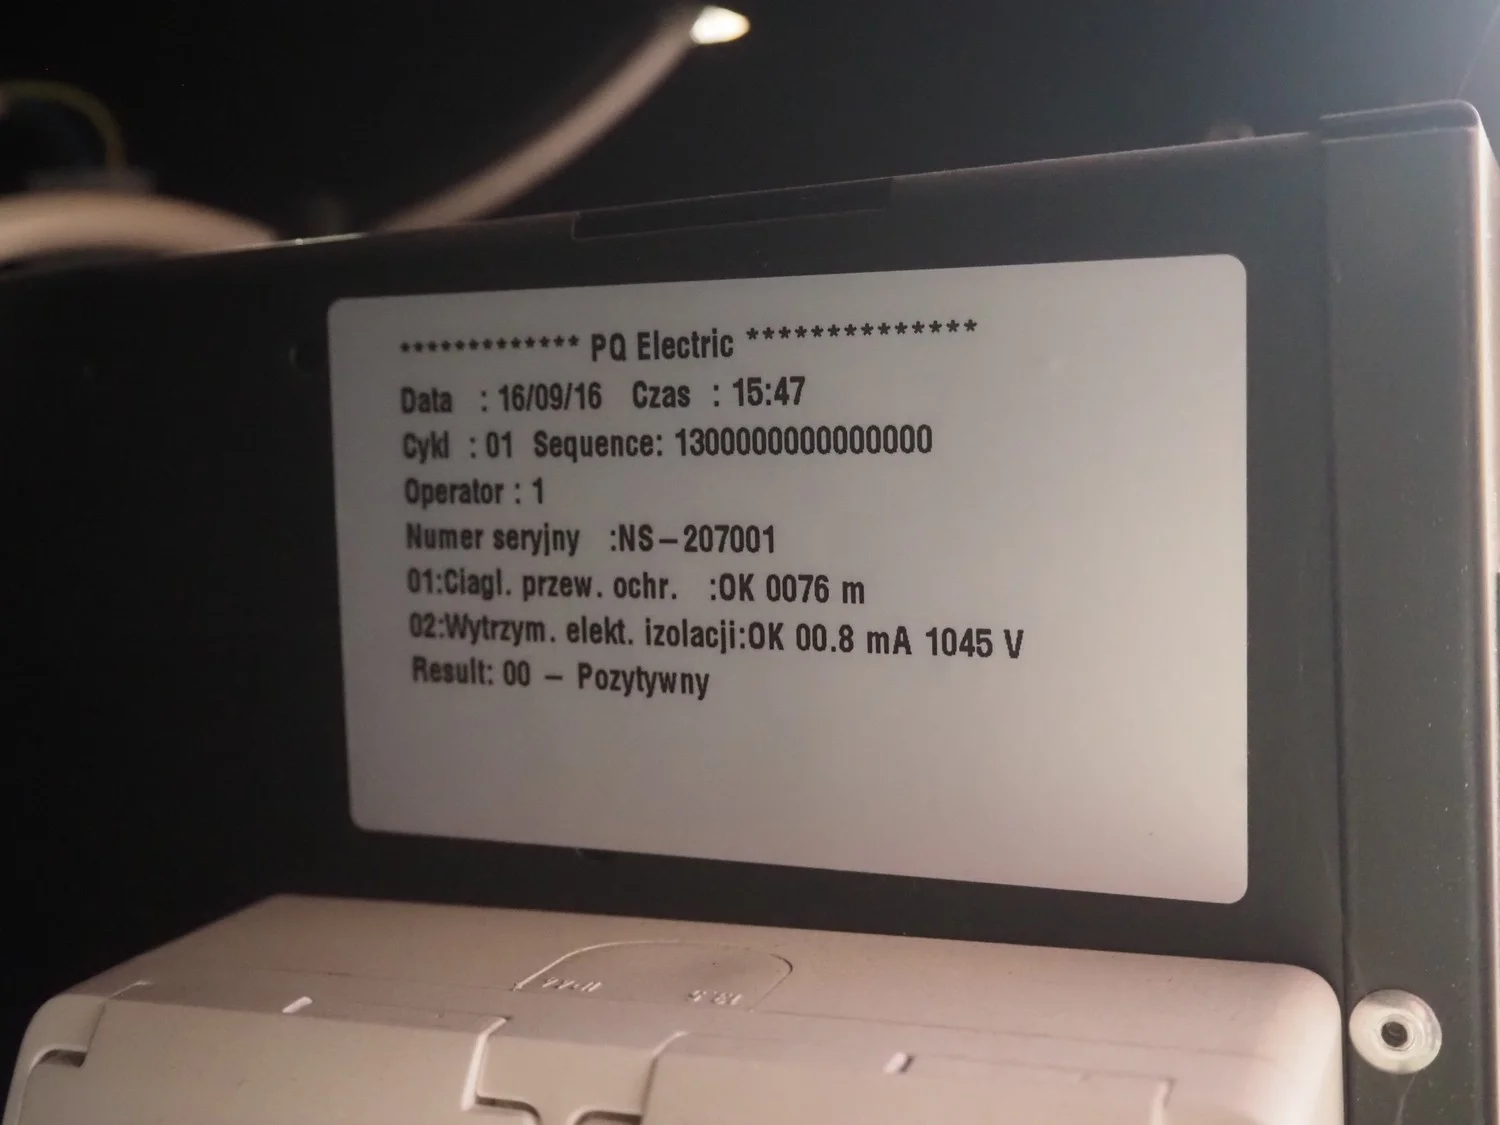 ************* PQ Electric **************
Data : 16/09/16 Czas : 15:47
Cykl : 01 Sequence: 1300000000000000
Operator : 1
Numer seryjny :NS-207001
01:Ciagl. przew. ochr. :OK 0076 m
02:Wytrzym. elekt. izolacji:OK 00.8 mA 1045 V
Result: 00 - Pozytywny